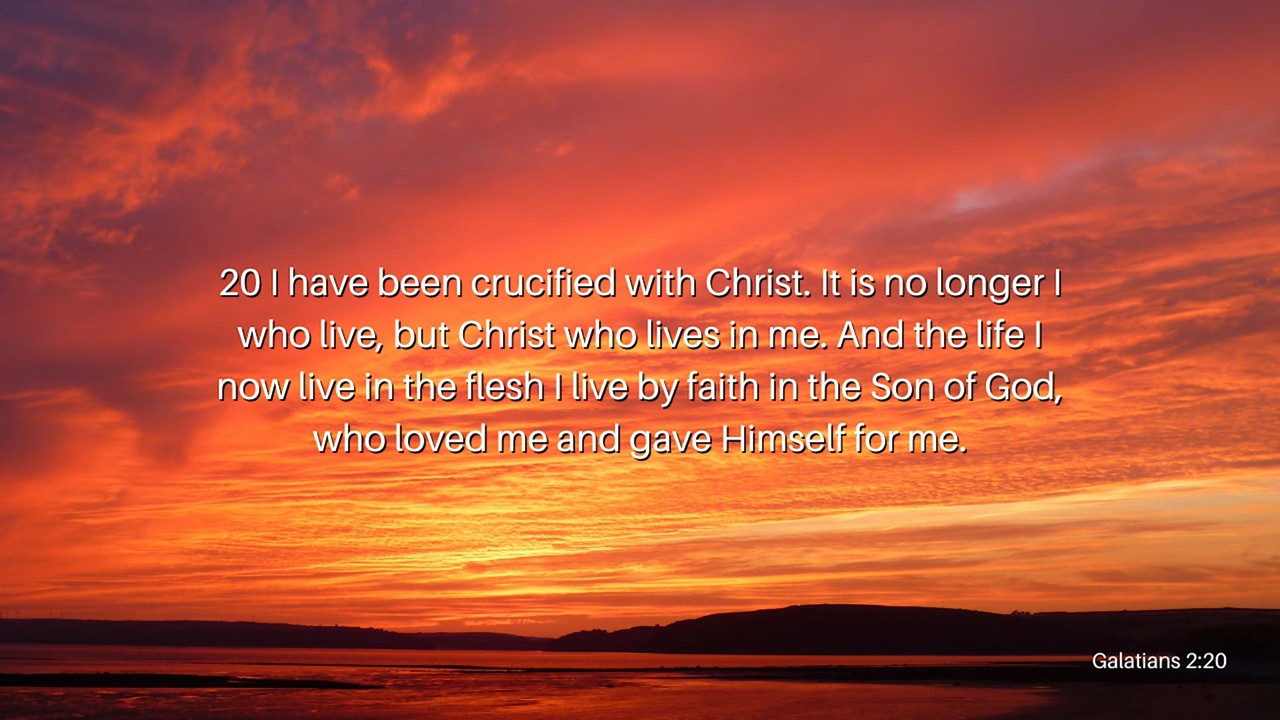 20 I have been crucified with Christ. It is no longer I
who live, but Christ who lives in me. And the life I
now live in the flesh I live by faith in the Son of God,
who loved me and gave Himself for me.
Galatians 2:20